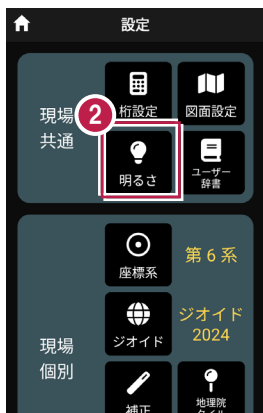 設定
現場
共通
2
桁設定
図面設定
明るさ
ユーザー
辞書
座標系
第6系
現場
個別
ジオイド
ジオイド
2024
補正
地理院
タイル